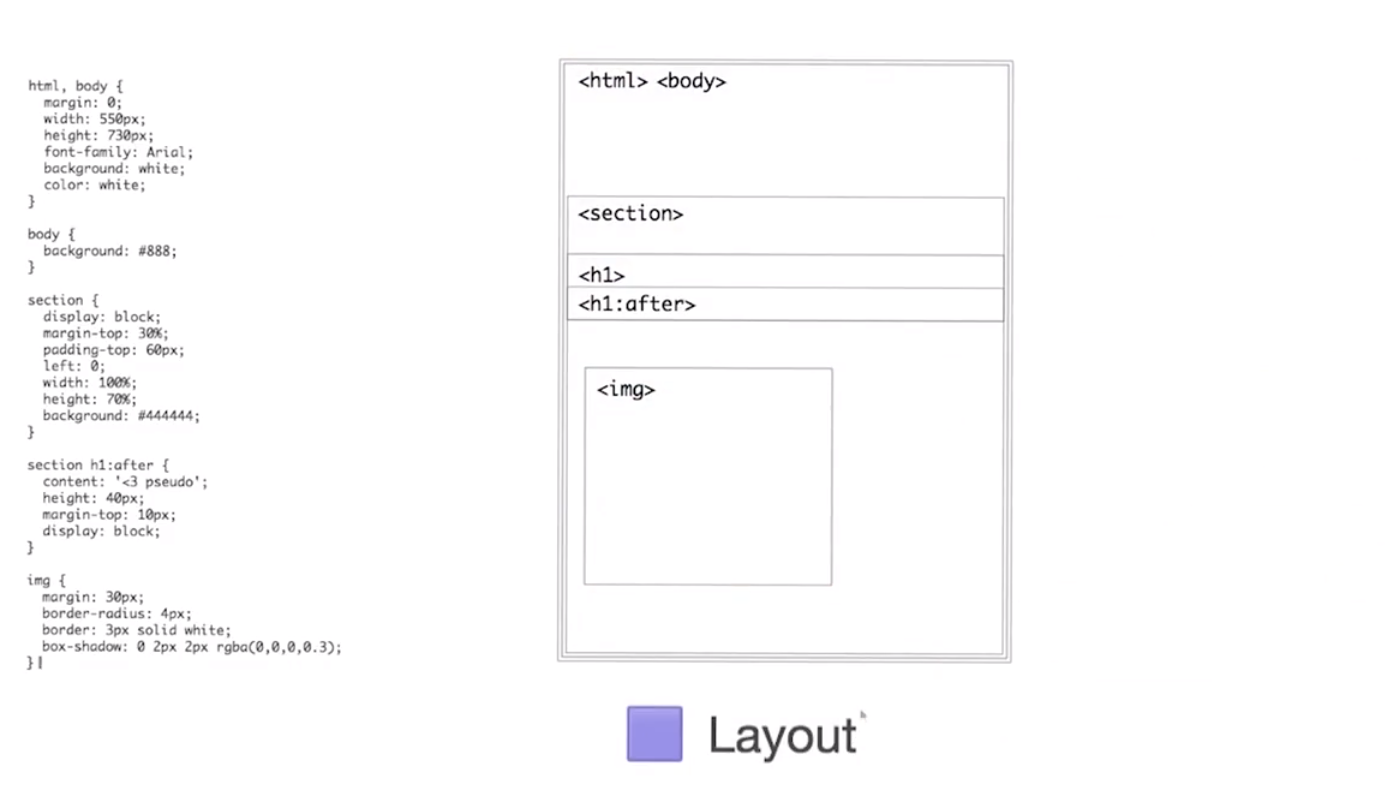 html, body {
margin: 0;
width: 550px;
height: 730px;
font-family: Arial;
background: white;
color: white;
}
body {
background: #888;
}
section {
display: block;
margin-top: 30%;
padding-top: 60px;
left: 0;
width: 100%;
height: 70%;
background: #444444;
}
section h1:after {
content: '<3 pseudo';
height: 40px;
margin-top: 10px;
display: block;
}
img {
margin: 30px;
border-radius: 4px;
border: 3px solid white;
box-shadow: 0 2px 2px rgba(0,0,0,0.3);
}
<html> <body>
<section>
<h1>
<h1:after>
<img>
Layout